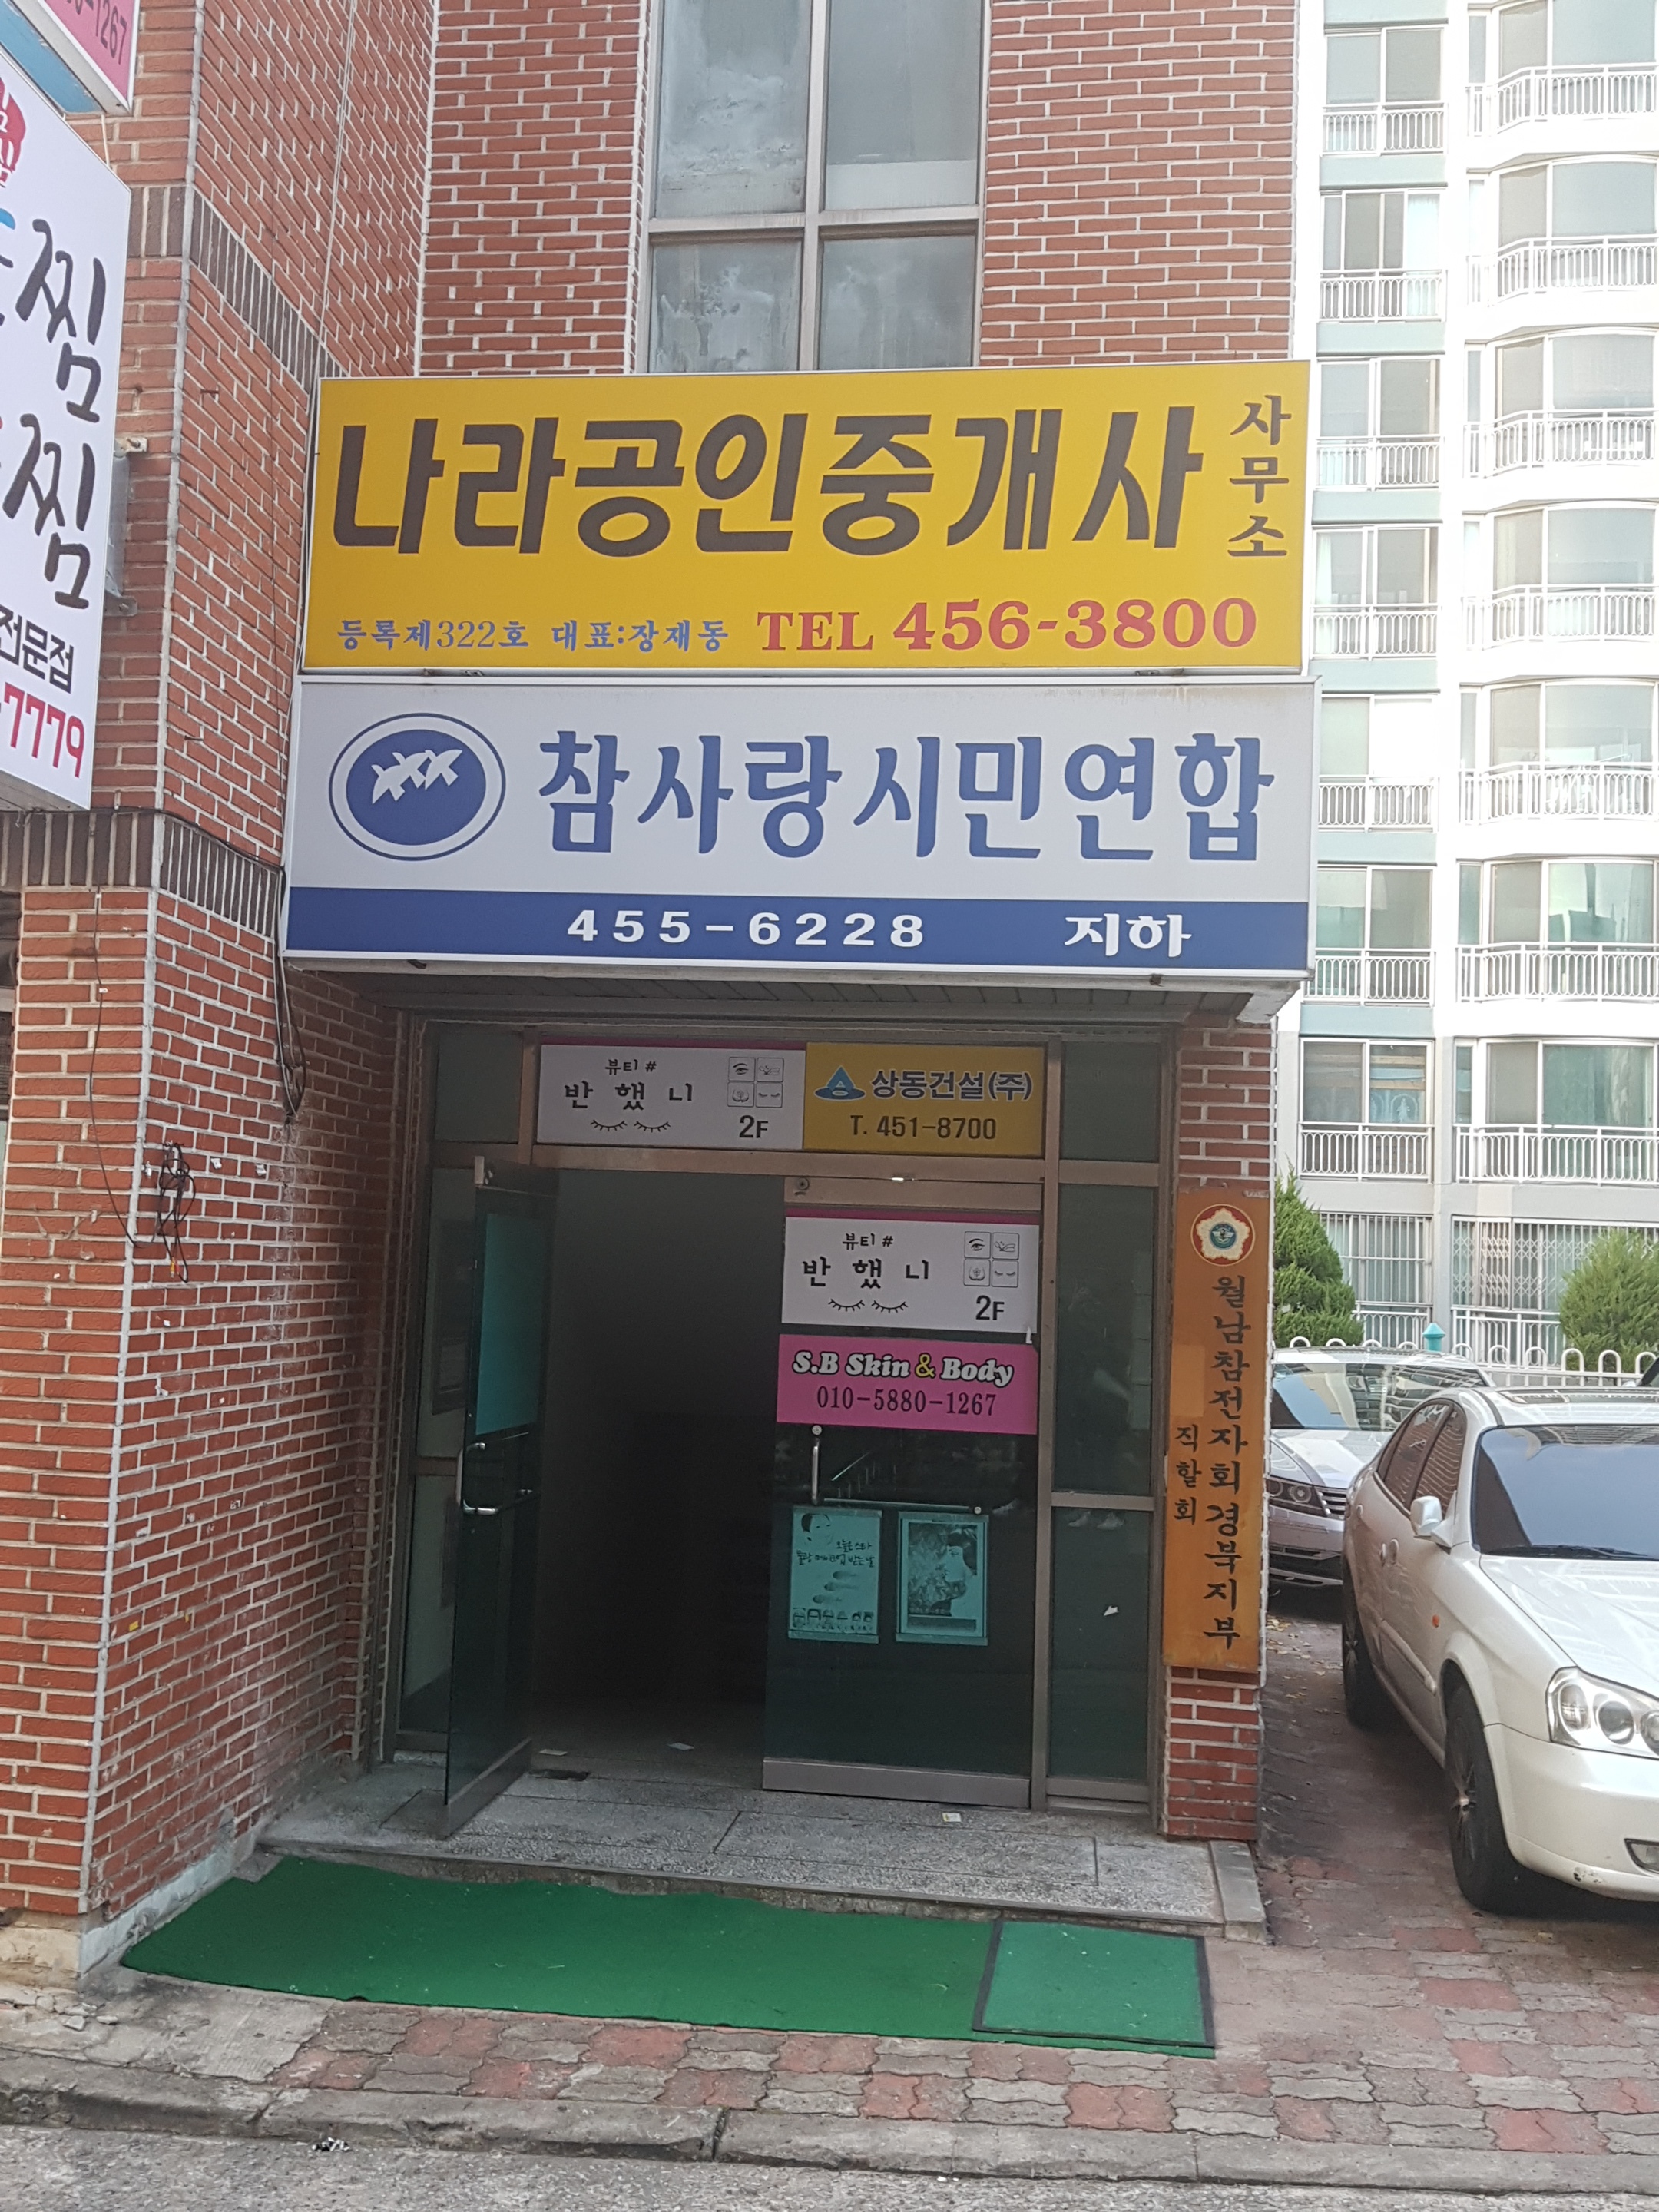 -1267
찜
찜
전문점
-7779
나라공인중개사
사무소
등록제322호 대표:장재동 TEL 456-3800
참사랑시민연합
455-6228 지하
뷰티#
반했니
2F
상동건설(주)
T. 451-8700
뷰티#
반했니
2F
S.B Skin & Body
010-5880-1267
월남참전자회경북지부
직할회